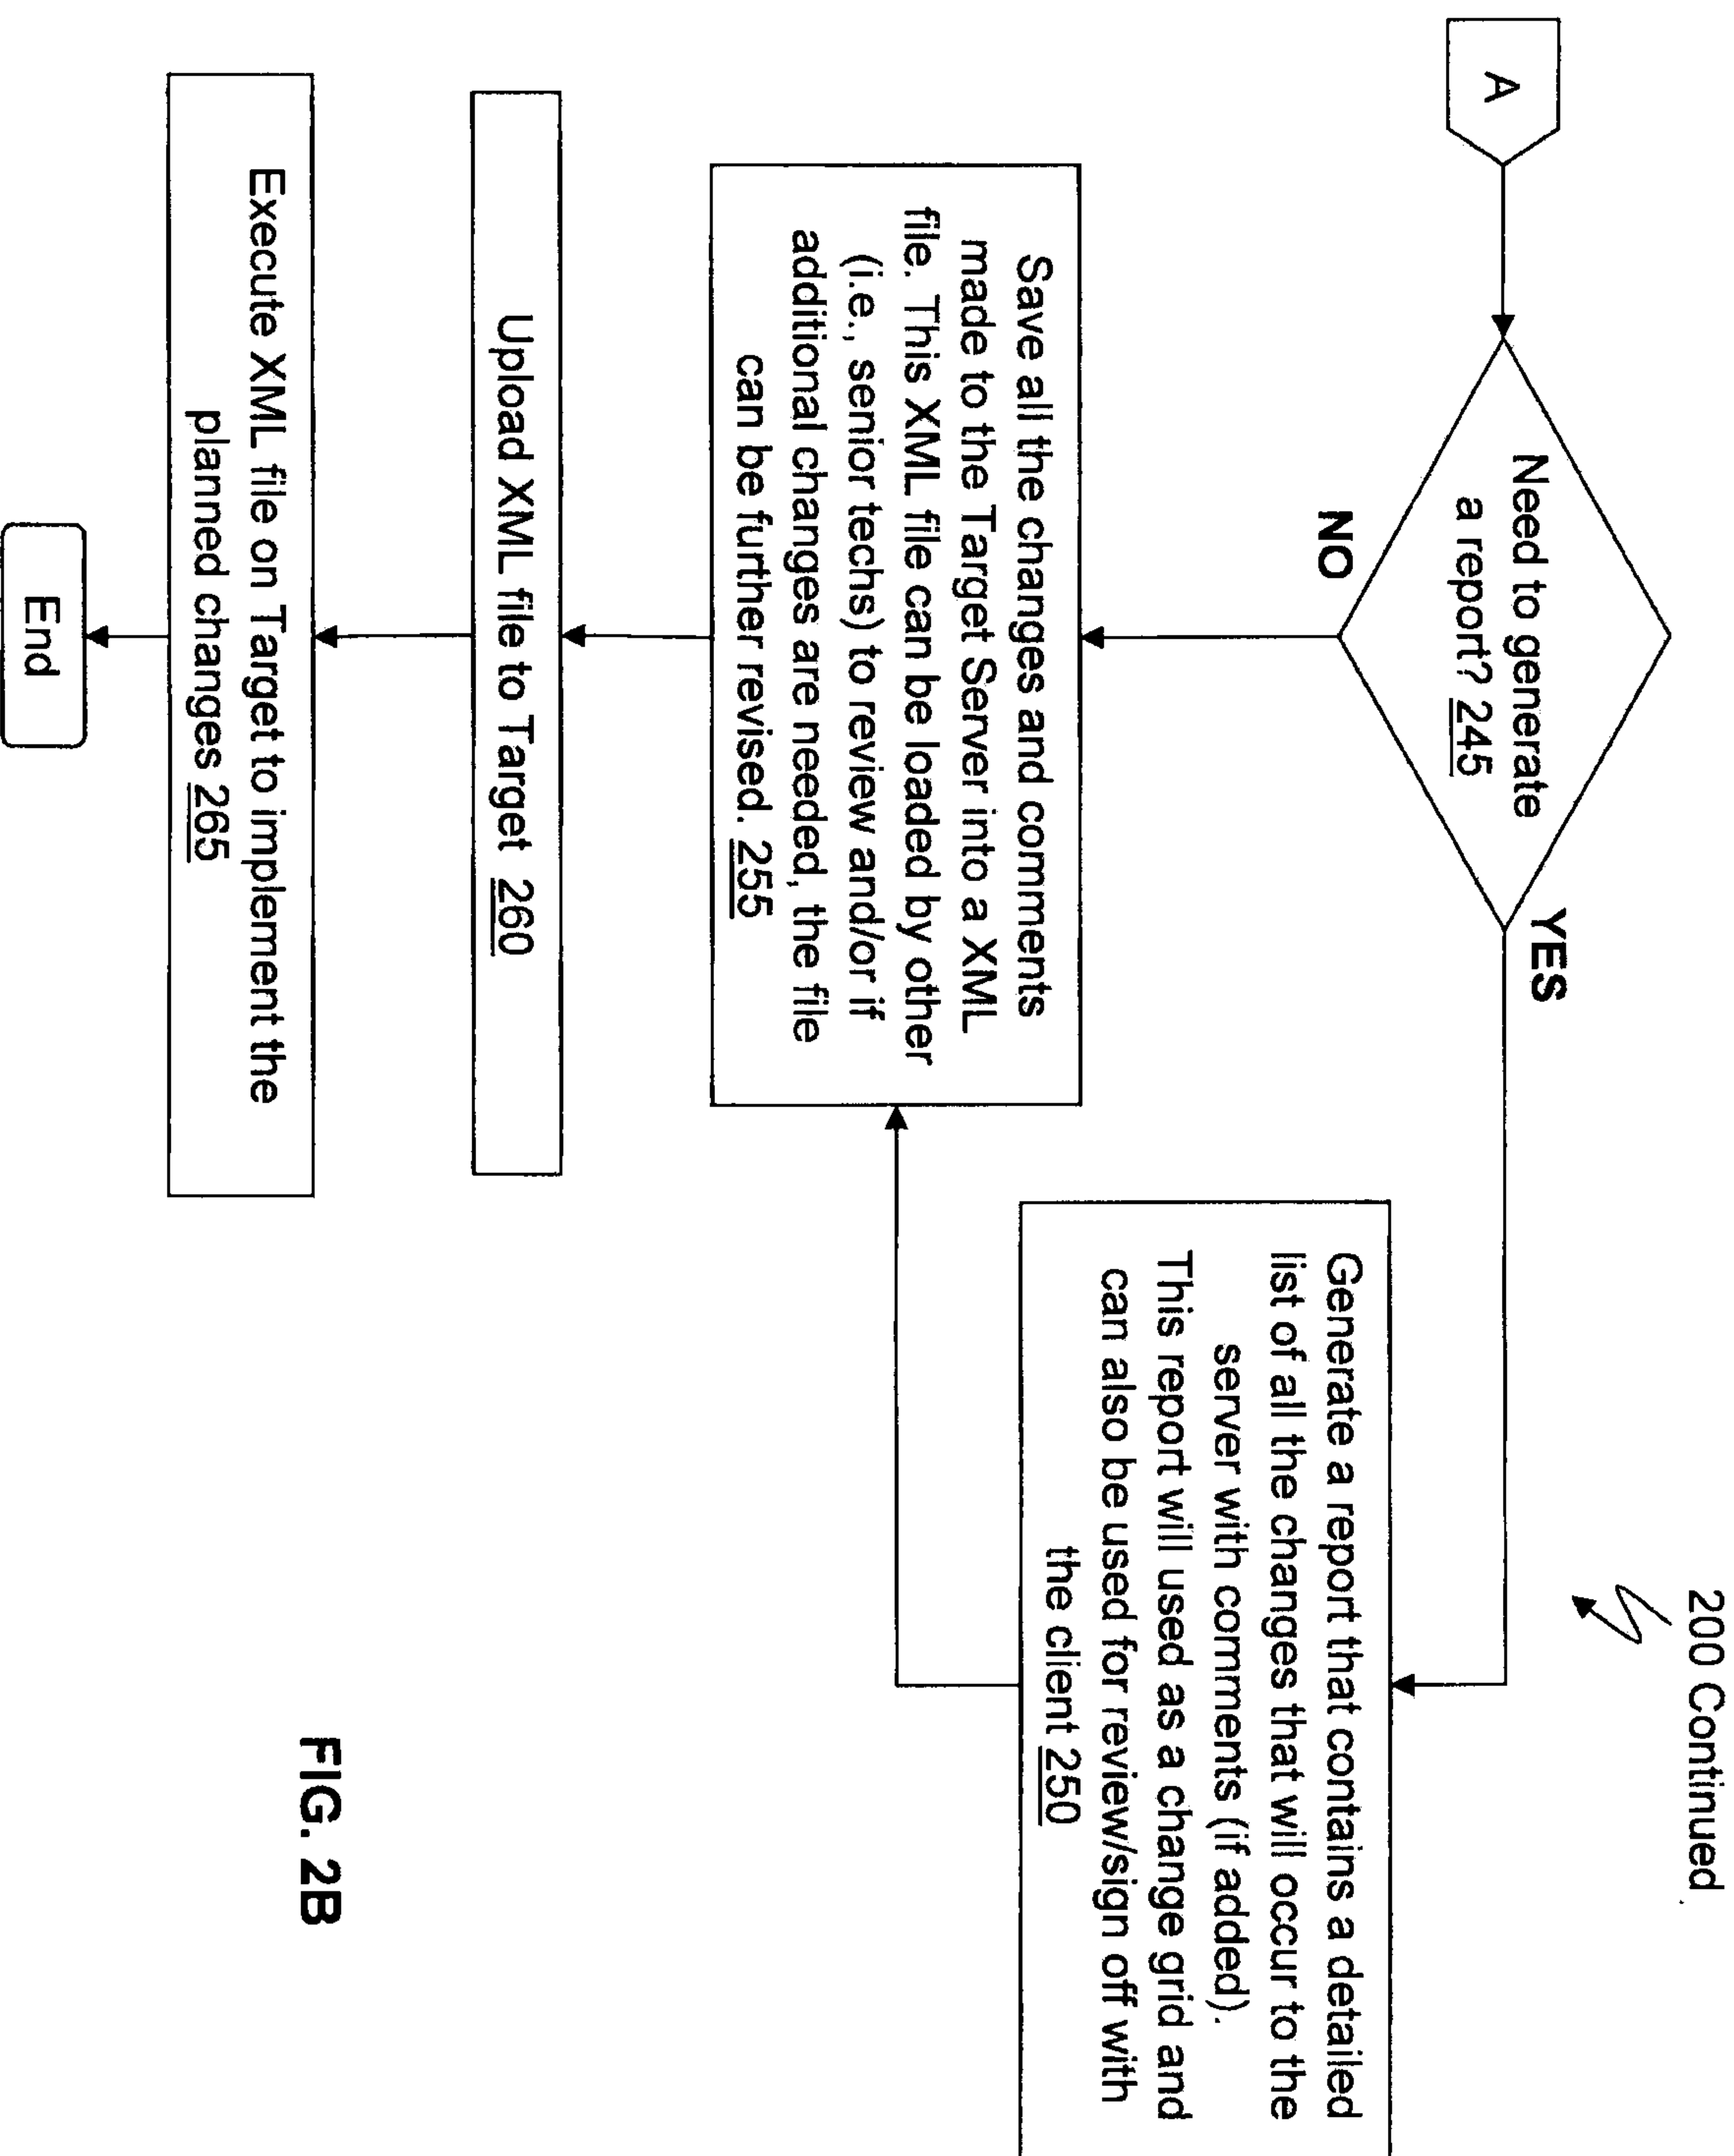 200 Continued
A
Need to generate
a report? 245
YES
NO
Generate a report that contains a detailed
list of all the changes that will occur to the
server with comments (if added).
This report will used as a change grid and
can also be used for review/sign off with
the client 250
Save all the changes and comments
made to the Target Server into a XML
file. This XML file can be loaded by other
(i.e., senior techs) to review and/or if
additional changes are needed, the file
can be further revised. 255
Upload XML file to Target 260
Execute XML file on Target to implement the
planned changes 265
End
FIG. 2B